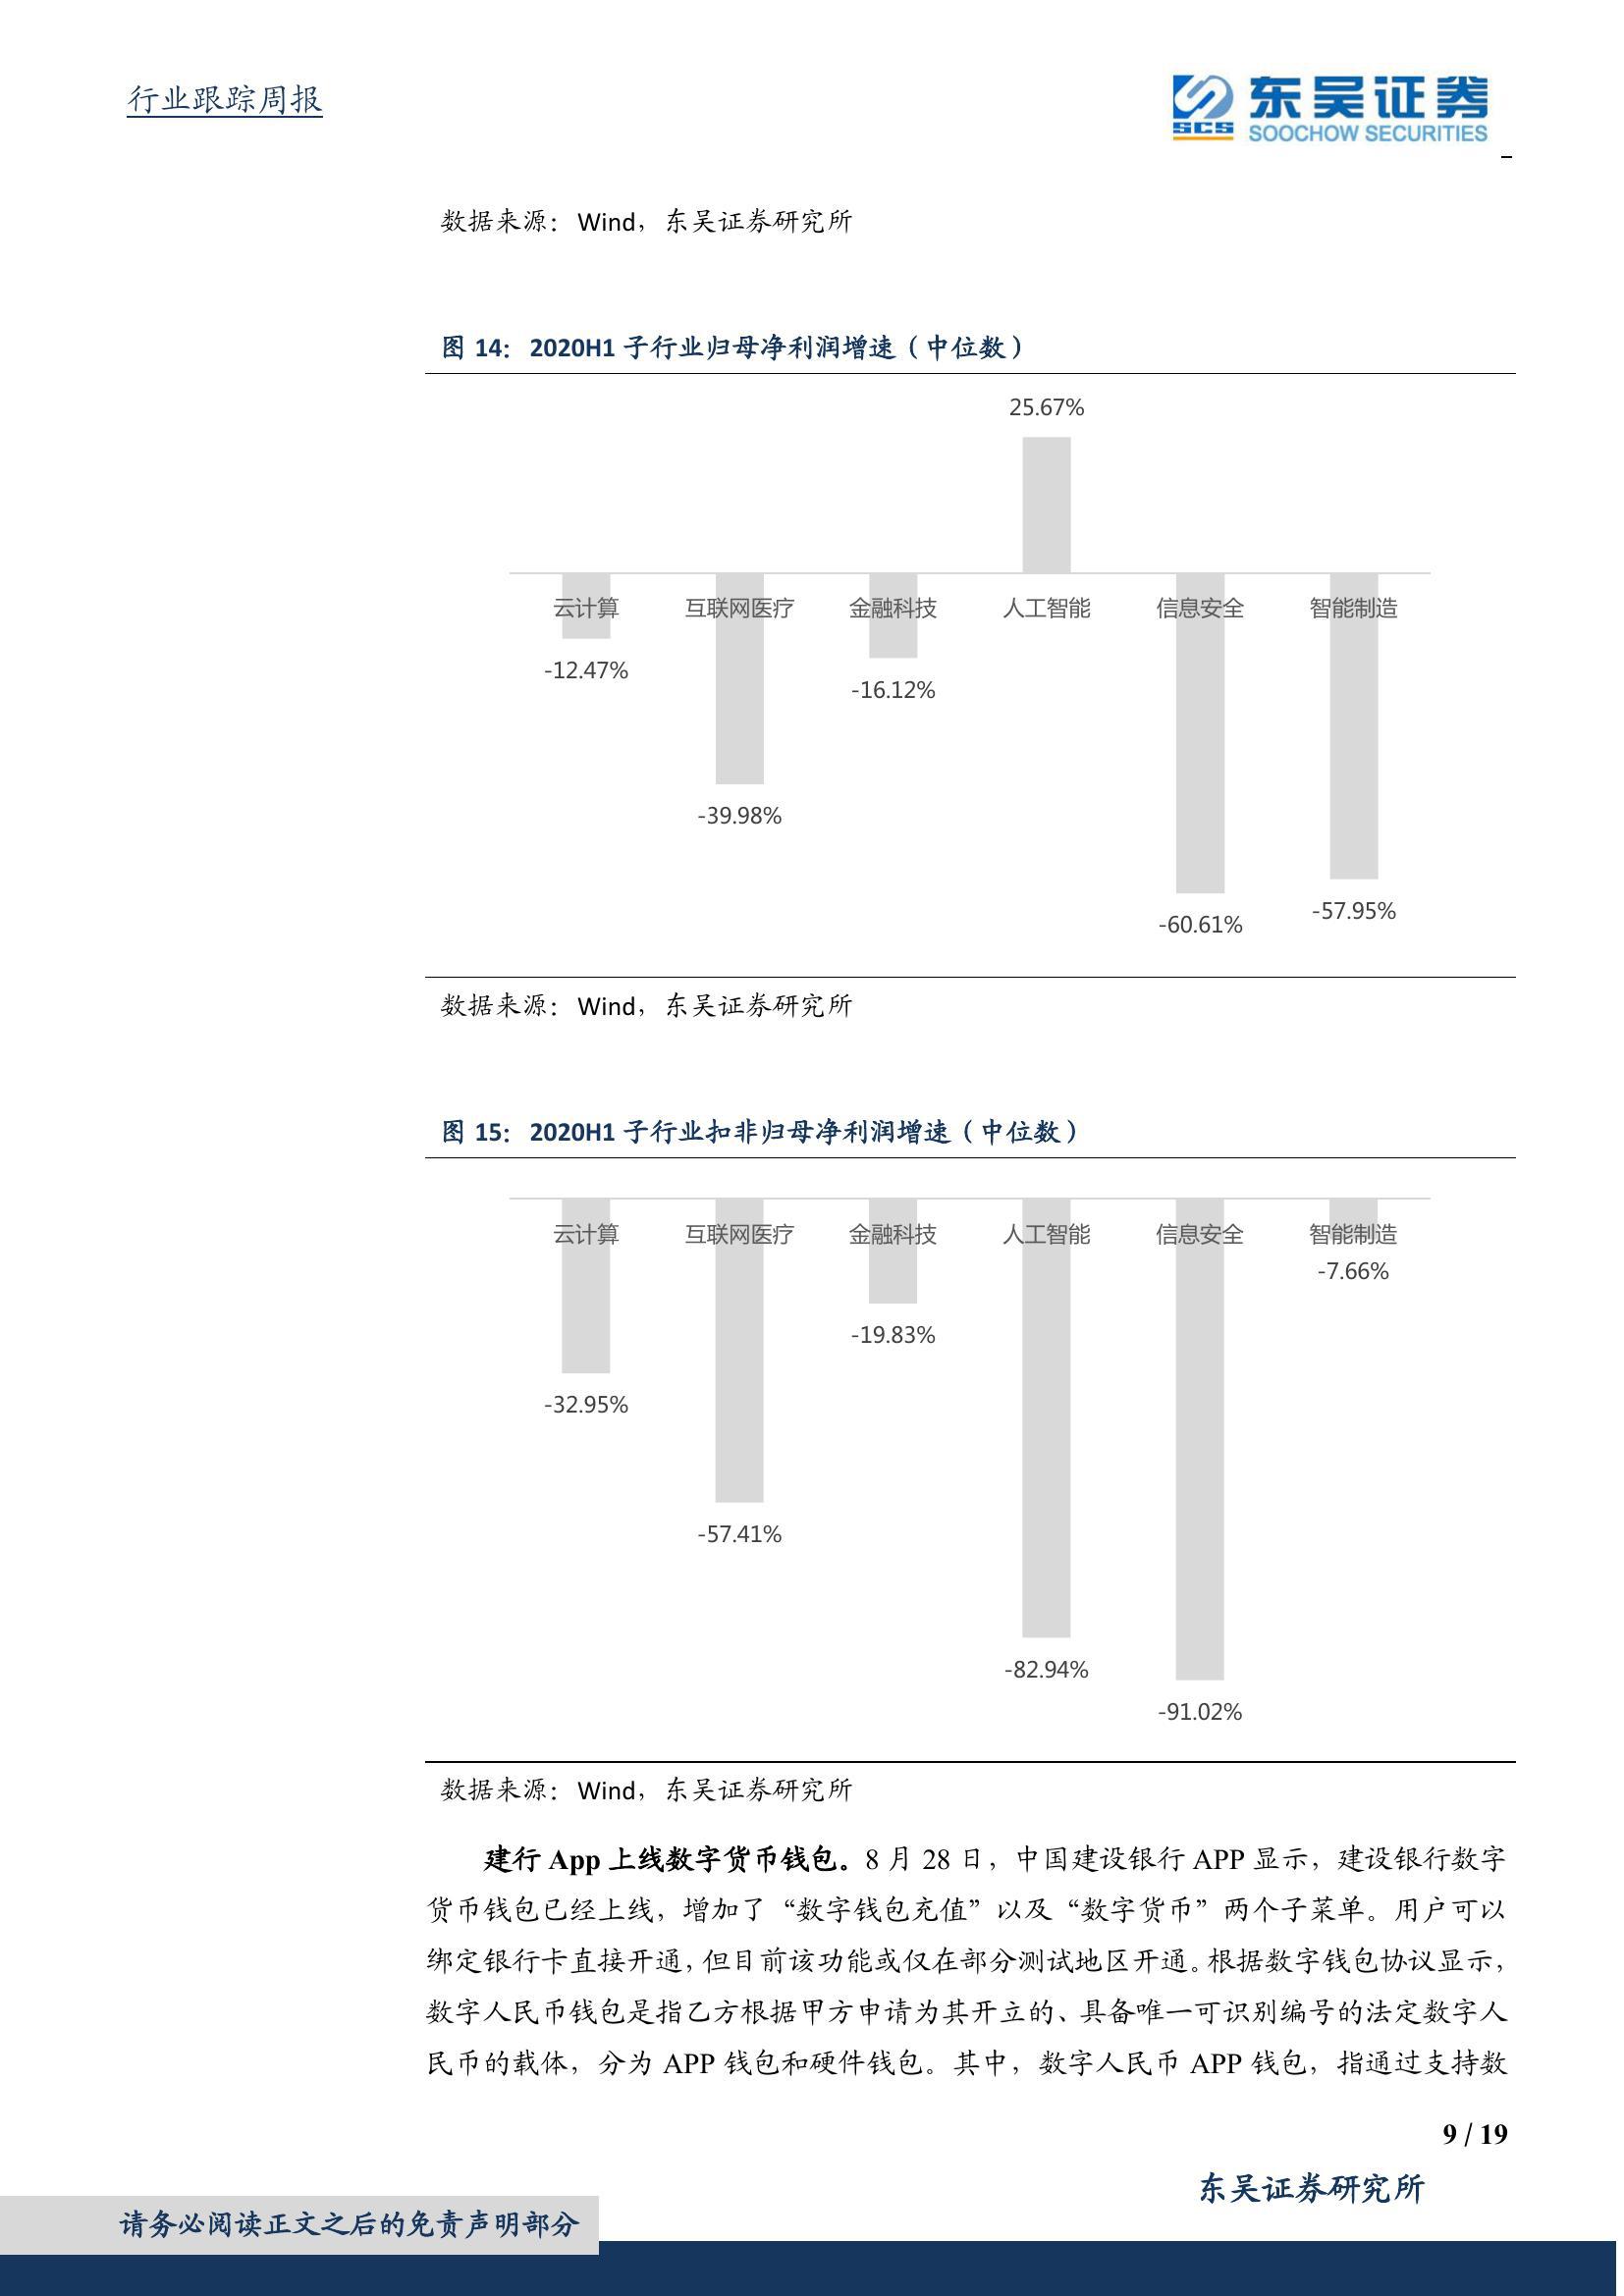 行业跟踪周报
SCS
东吴证券
SOOCHOW SECURITIES
数据来源：Wind，东吴证券研究所
图 14：2020H1 子行业归母净利润增速（中位数）
25.67%
云计算 互联网医疗 金融科技 人工智能 信息安全 智能制造
-12.47%
-16.12%
-39.98%
-57.95%
-60.61%
数据来源：Wind，东吴证券研究所
图 15：2020H1 子行业扣非归母净利润增速（中位数）
云计算 互联网医疗 金融科技 人工智能 信息安全 智能制造
-7.66%
-19.83%
-32.95%
-57.41%
-82.94%
-91.02%
数据来源：Wind，东吴证券研究所
建行 App 上线数字货币钱包。8 月 28 日，中国建设银行 APP 显示，建设银行数字
货币钱包已经上线，增加了“数字钱包充值”以及“数字货币”两个子菜单。用户可以
绑定银行卡直接开通，但目前该功能或仅在部分测试地区开通。根据数字钱包协议显示，
数字人民币钱包是指乙方根据甲方申请为其开立的、具备唯一可识别编号的法定数字人
民币的载体，分为 APP 钱包和硬件钱包。其中，数字人民币 APP 钱包，指通过支持数
9 / 19
东吴证券研究所
请务必阅读正文之后的免责声明部分